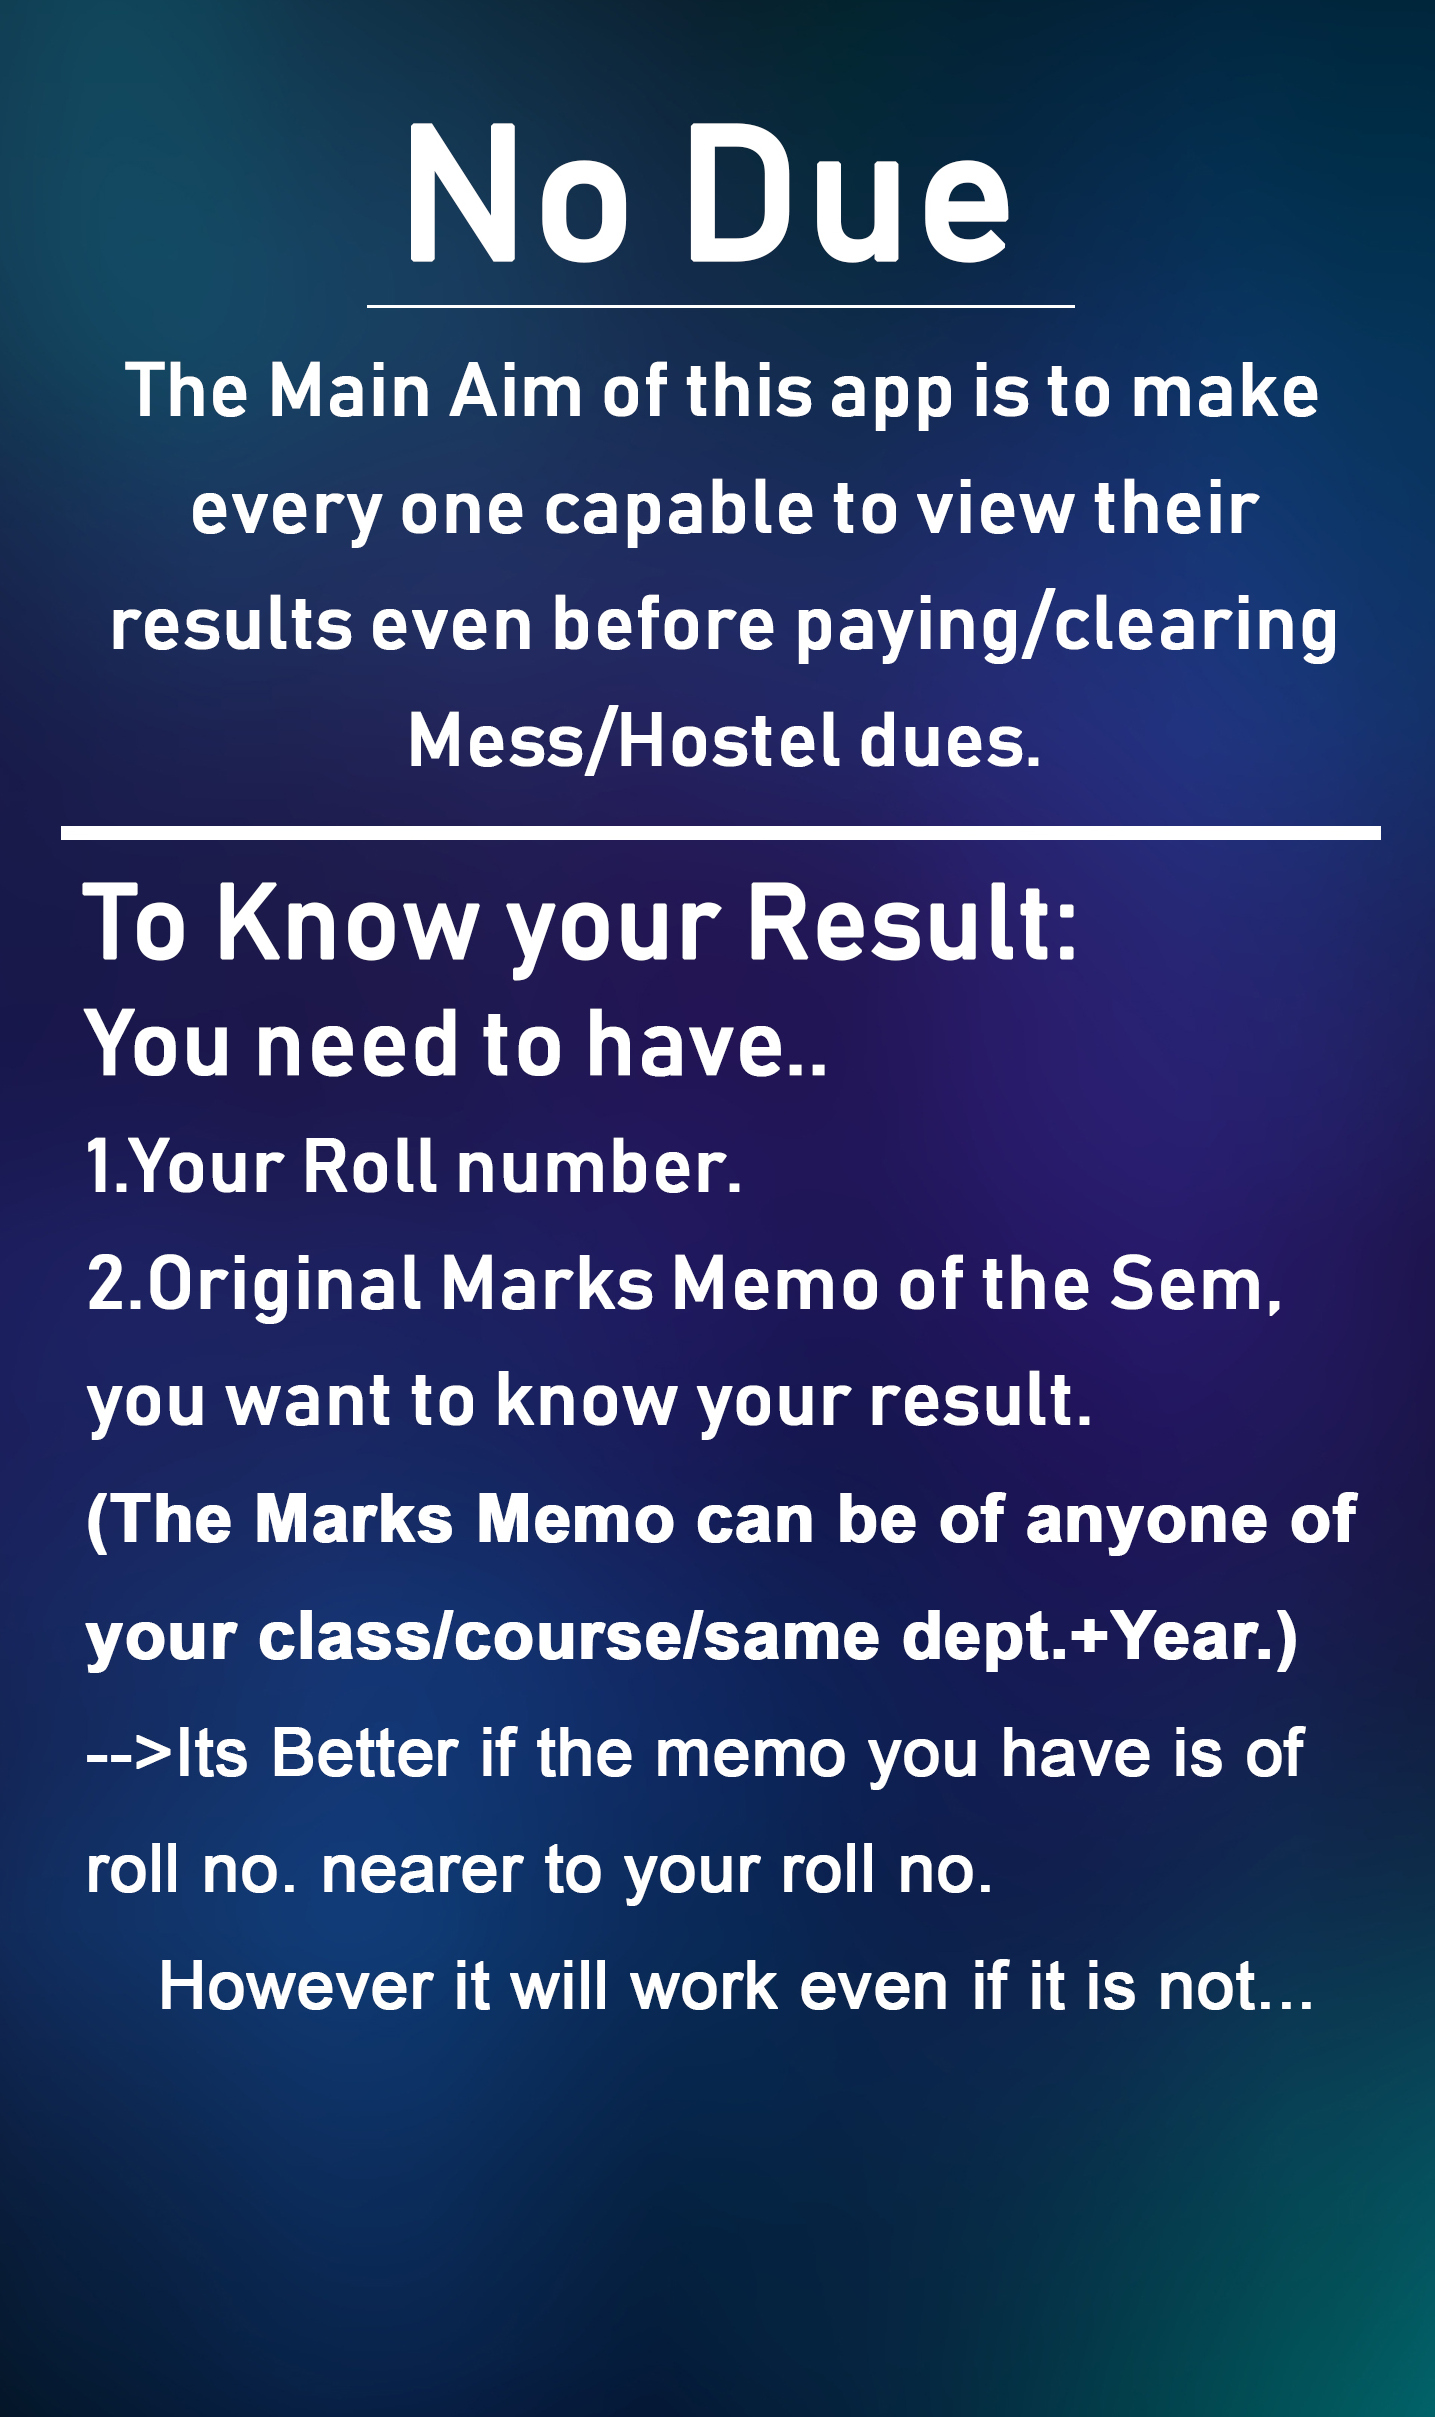 No Due
The Main Aim of this app is to make
every one capable to view their
results even before paying/clearing
Mess/Hostel dues.
To Know your Result:
You need to have..
1.Your Roll number.
2.Original Marks Memo of the Sem,
you want to know your result.
(The Marks Memo can be of anyone of
your class/course/same dept.+Year.)
-->Its Better if the memo you have is of
roll no. nearer to your roll no.
However it will work even if it is not...